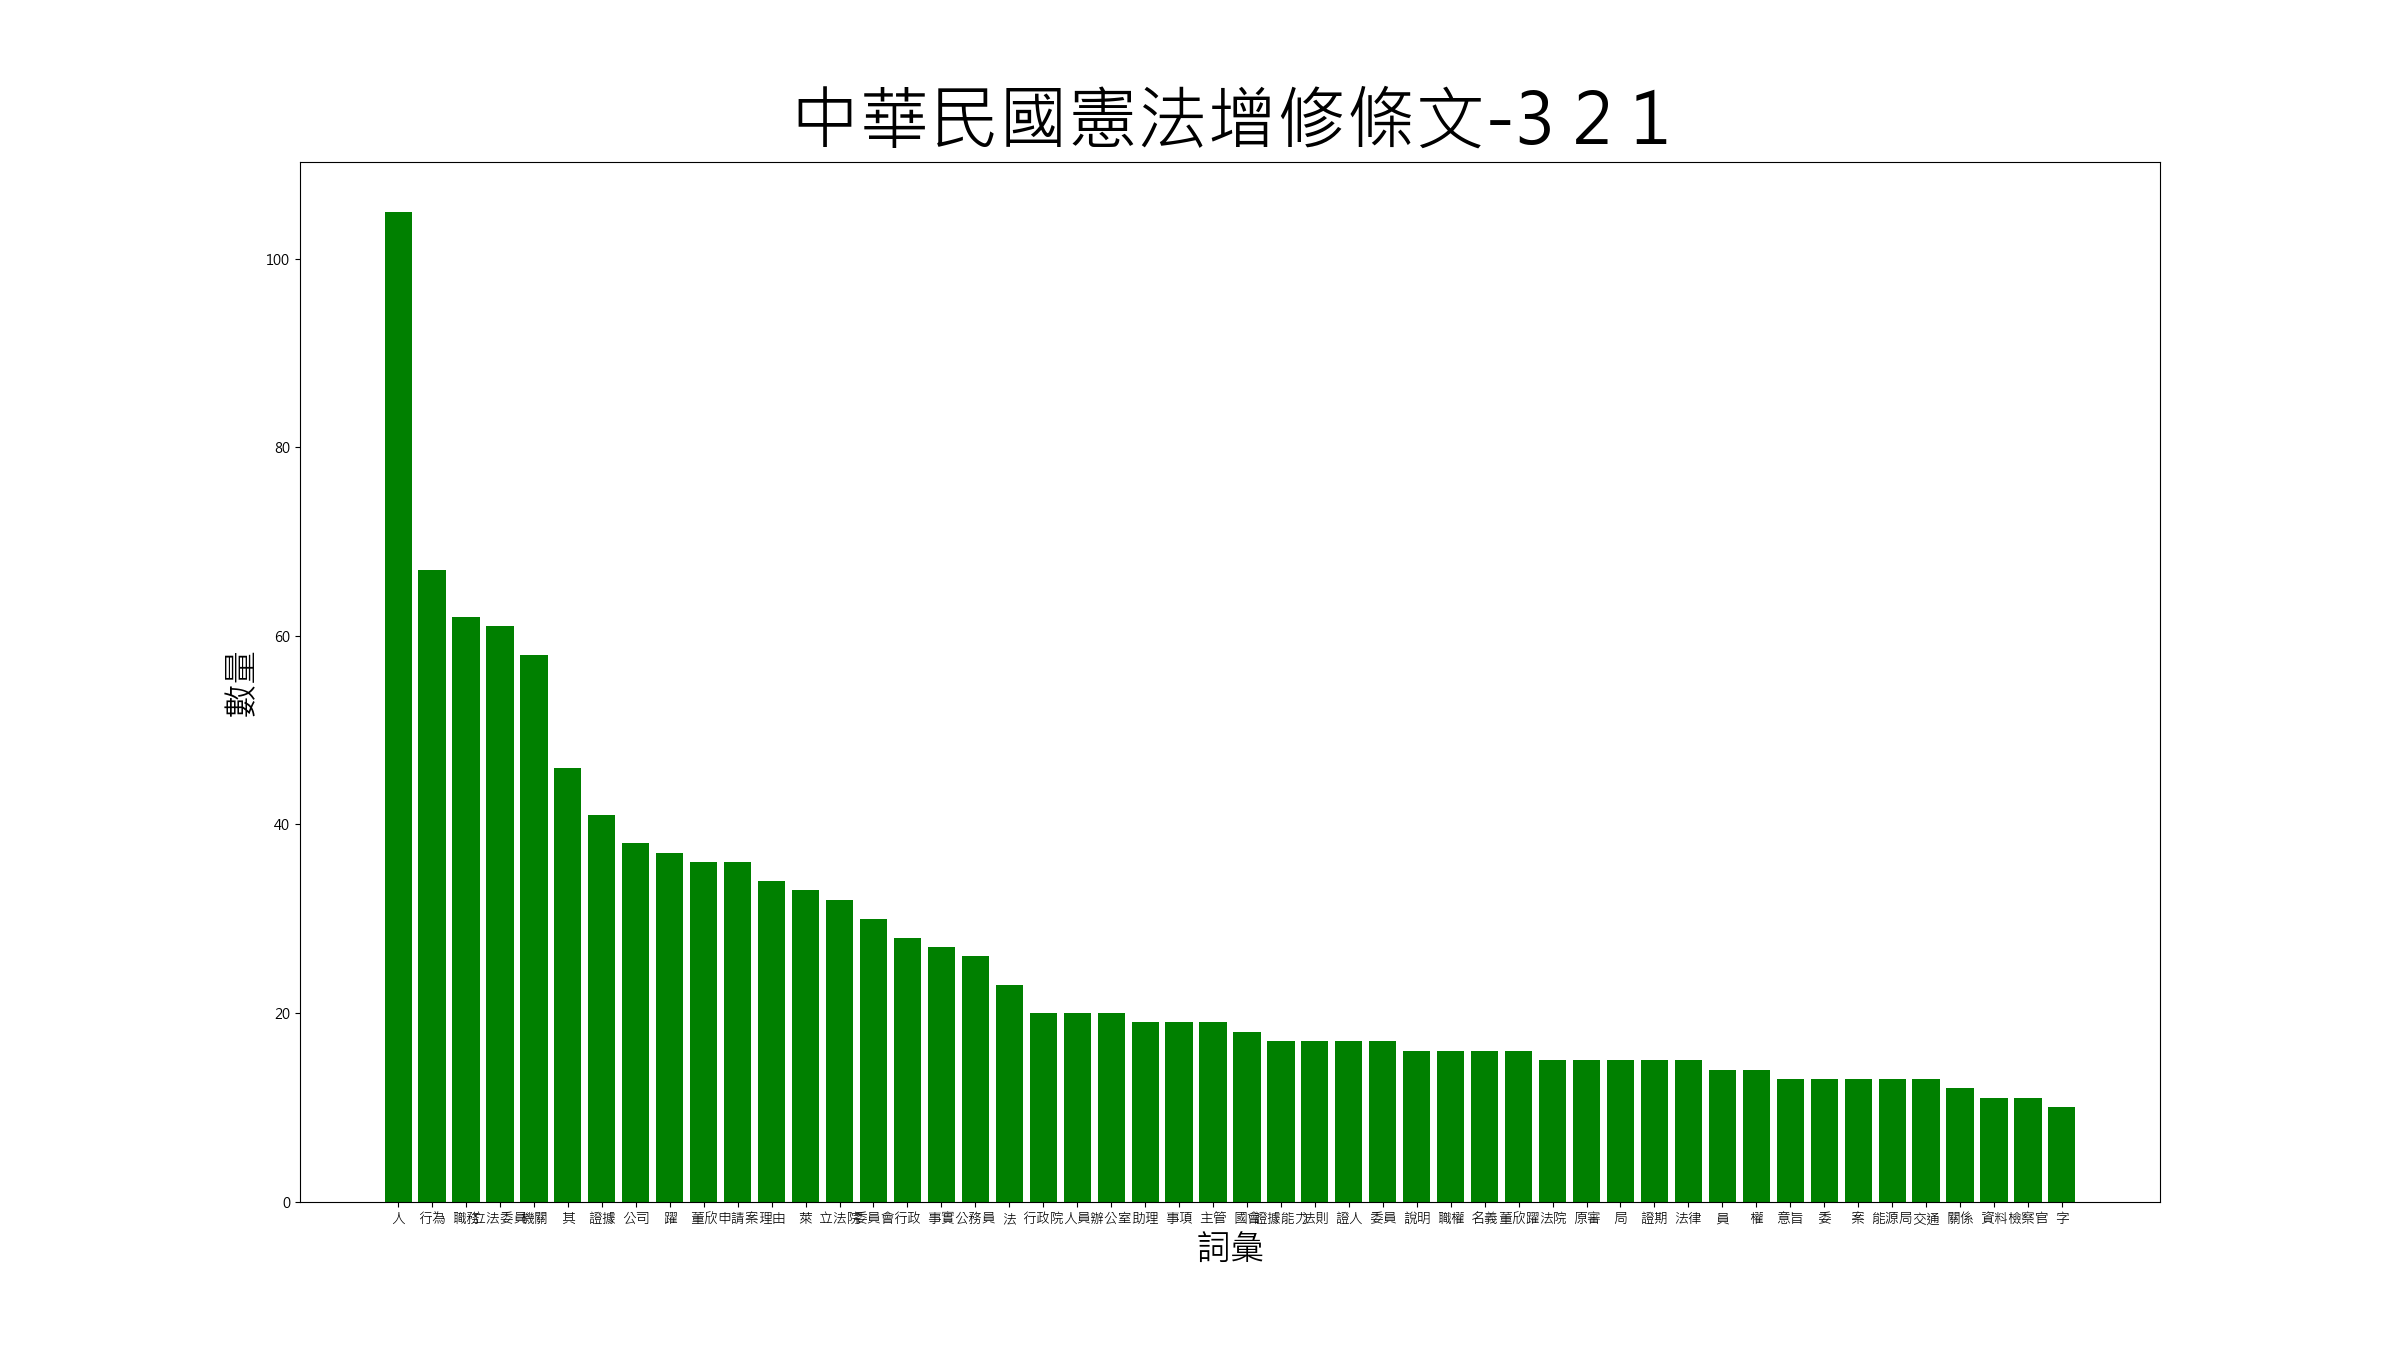 中華民國憲法增修條文-3 2 1
數量
100
80
60
40
20
0
人 行為 職務 立法委員 機關 其 證據 公司 躍 董欣 申請案 理由 萊 立法院 委員會 行政 事實 公務員 法 行政院 人員 辦公室 助理 事項 主管 國會 證據能力 法則 證人 委員 說明 職權 名義 董欣躍 法院 原審 局 證期 法律 員 權 意旨 委 案 能源局 交通 關係 資料 檢察官 字
詞彙